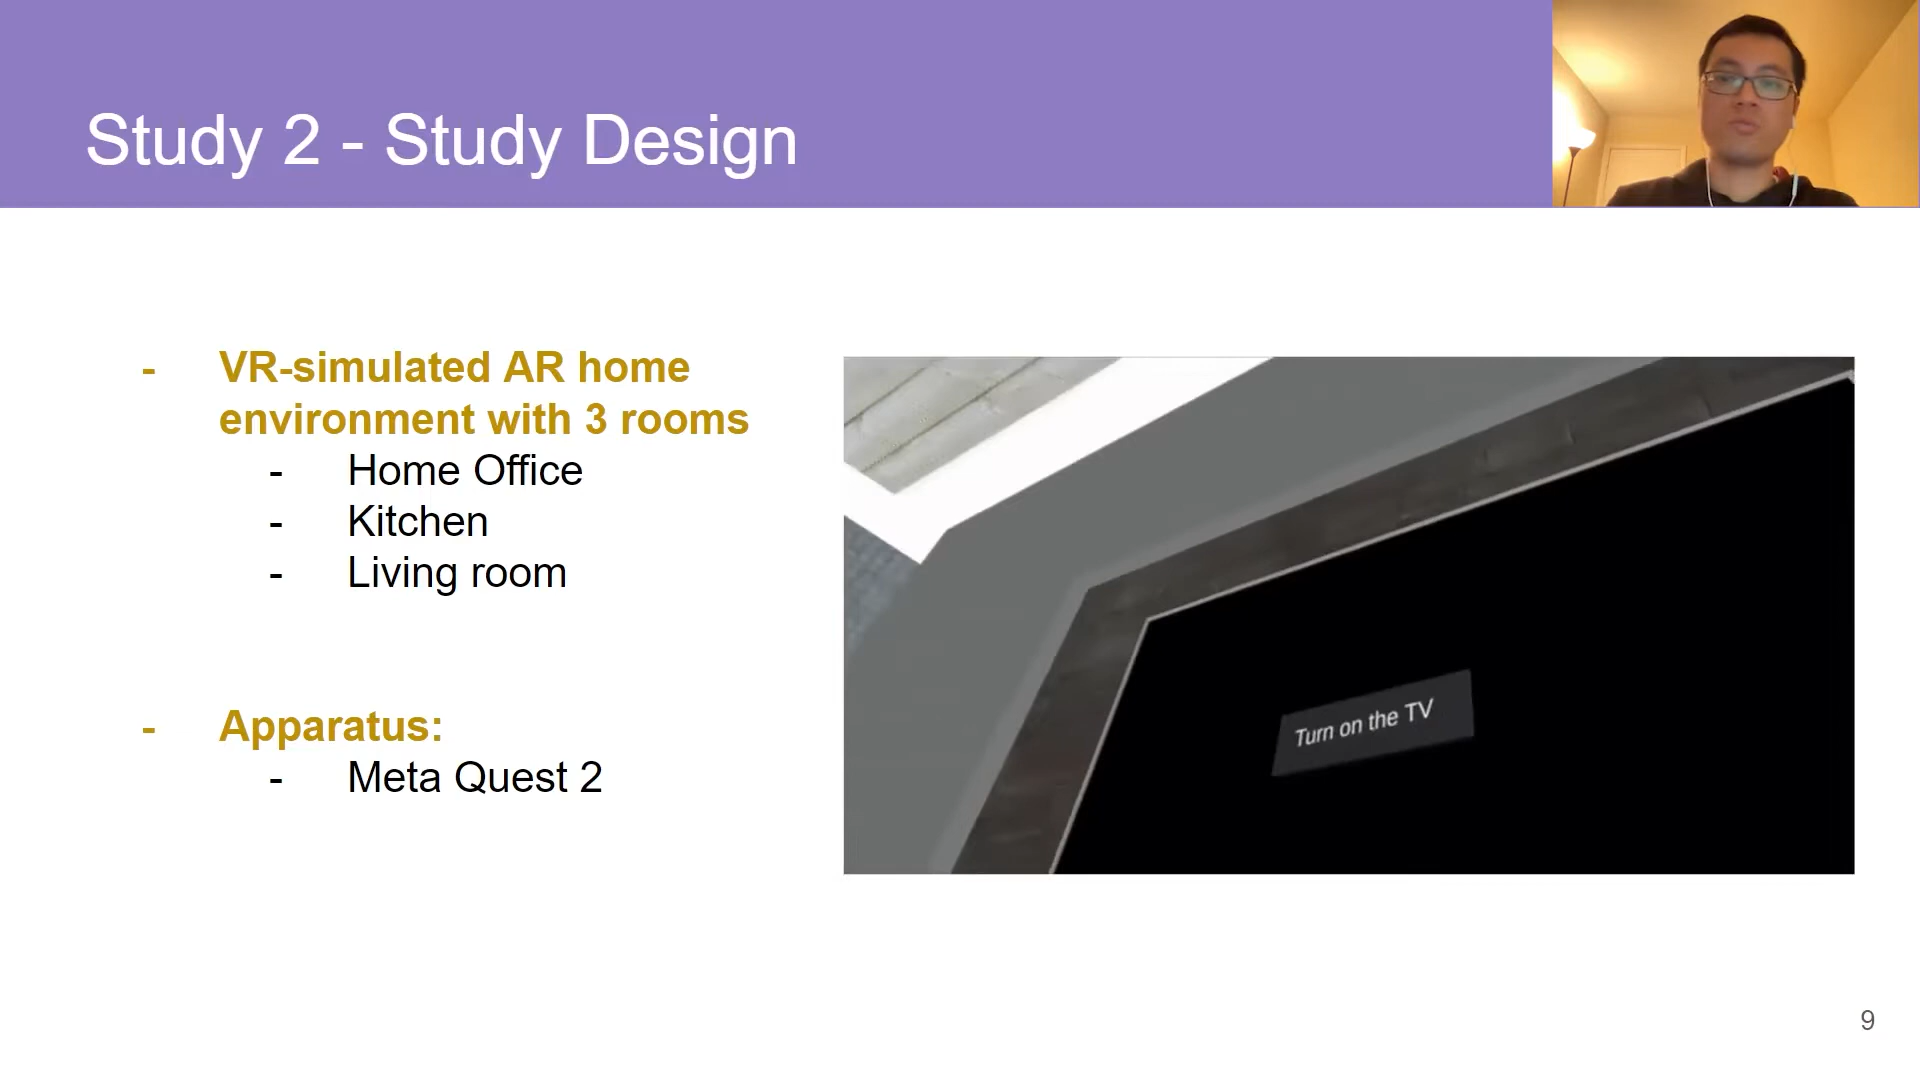 Study 2 - Study Design
- VR-simulated AR home
environment with 3 rooms
- Home Office
- Kitchen
- Living room
- Apparatus:
- Meta Quest 2
Turn on the TV
9